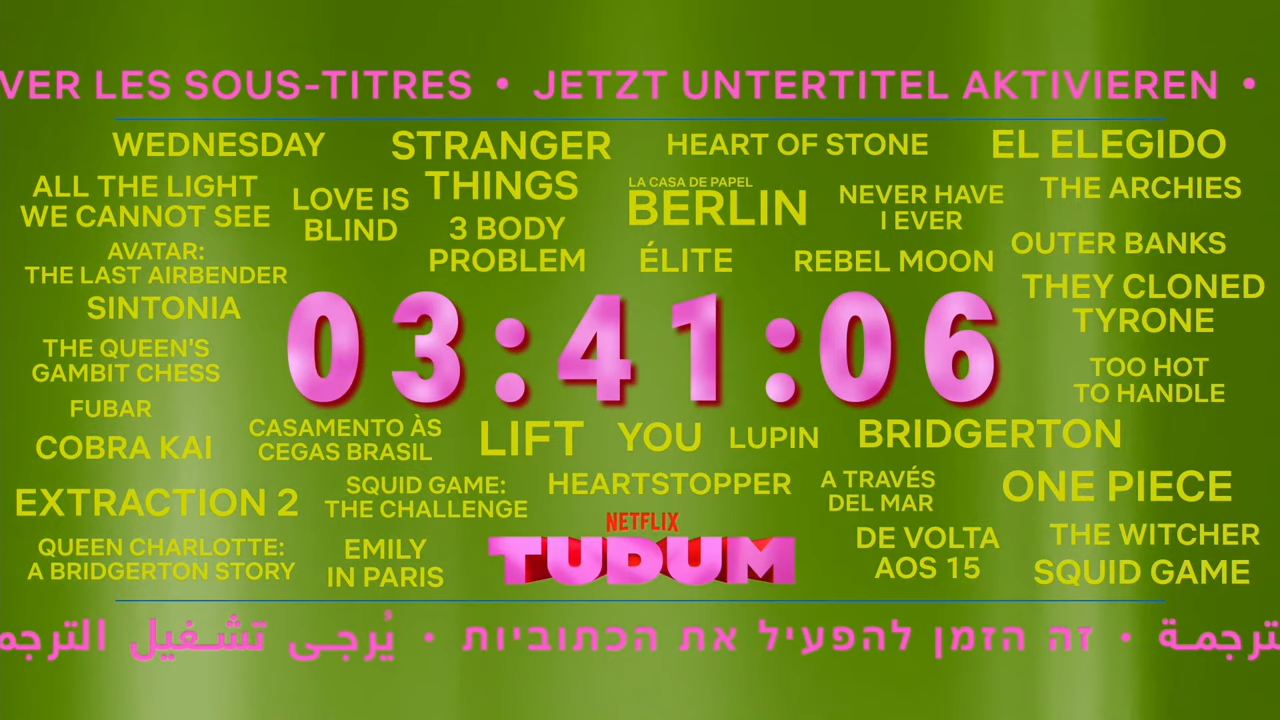 VER LES SOUS-TITRES • JETZT UNTERTITEL AKTIVIEREN •
WEDNESDAY
STRANGER
THINGS
HEART OF STONE
EL ELEGIDO
ALL THE LIGHT
WE CANNOT SEE
LOVE IS
BLIND
3 BODY
PROBLEM
LA CASA DE PAPEL
BERLIN
NEVER HAVE
I EVER
THE ARCHIES
AVATAR:
THE LAST AIRBENDER
ÉLITE
REBEL MOON
OUTER BANKS
SINTONIA
THEY CLONED
TYRONE
THE QUEEN'S
GAMBIT CHESS
03:41:06
TOO HOT
TO HANDLE
FUBAR
COBRA KAI
CASAMENTO ÀS
CEGAS BRASIL
LIFT
YOU
LUPIN
BRIDGERTON
EXTRACTION 2
SQUID GAME:
THE CHALLENGE
HEARTSTOPPER
A TRAVÉS
DEL MAR
ONE PIECE
QUEEN CHARLOTTE:
A BRIDGERTON STORY
EMILY
IN PARIS
NETFLIX
TUDUM
DE VOLTA
AOS 15
THE WITCHER
SQUID GAME
ترجمـة • זה הזמן להפעיל את הכתוביות • يُرجـى تشـغيل الترجم